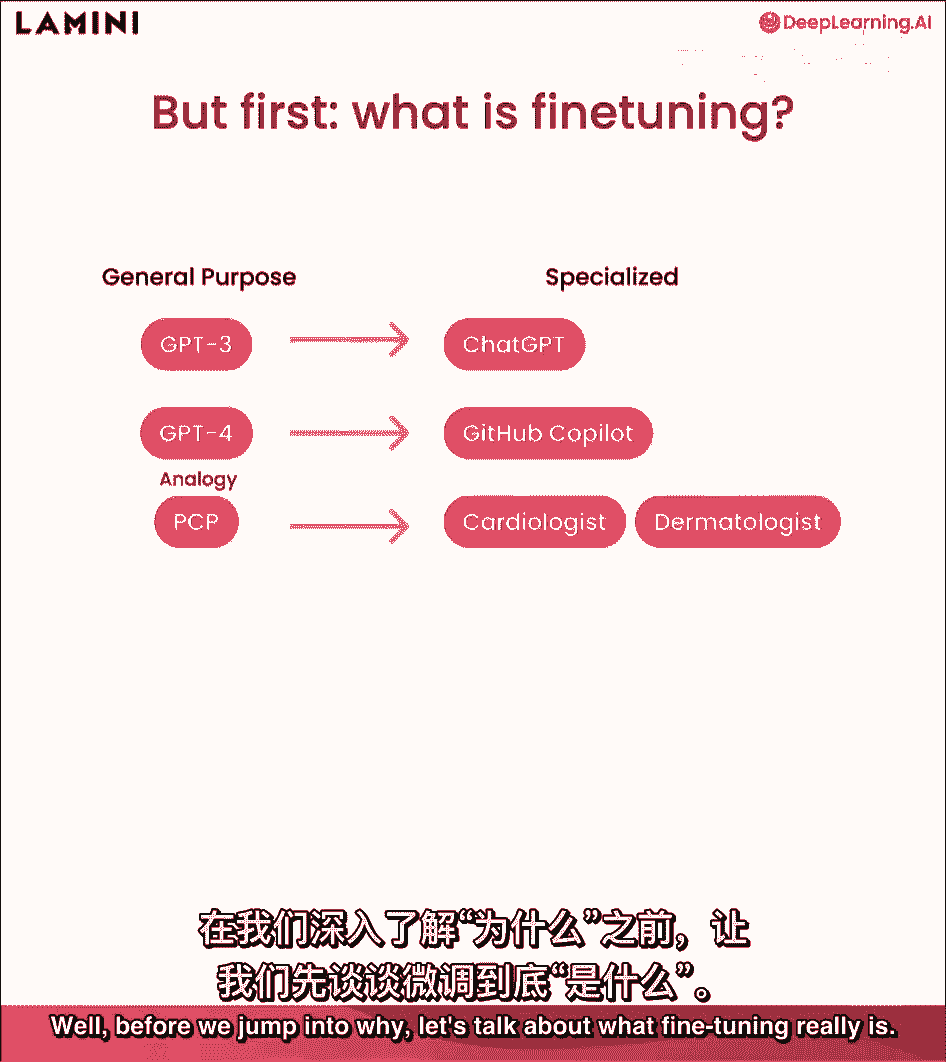 LAMINI
DeepLearning.AI
But first: what is finetuning?
General Purpose
Specialized
GPT-3
ChatGPT
GPT-4
GitHub Copilot
Analogy
PCP
Cardiologist
Dermatologist
在我们深入了解“为什么”之前，让
我们先谈谈微调到底“是什么”。
Well, before we jump into why, let's talk about what fine-tuning really is.